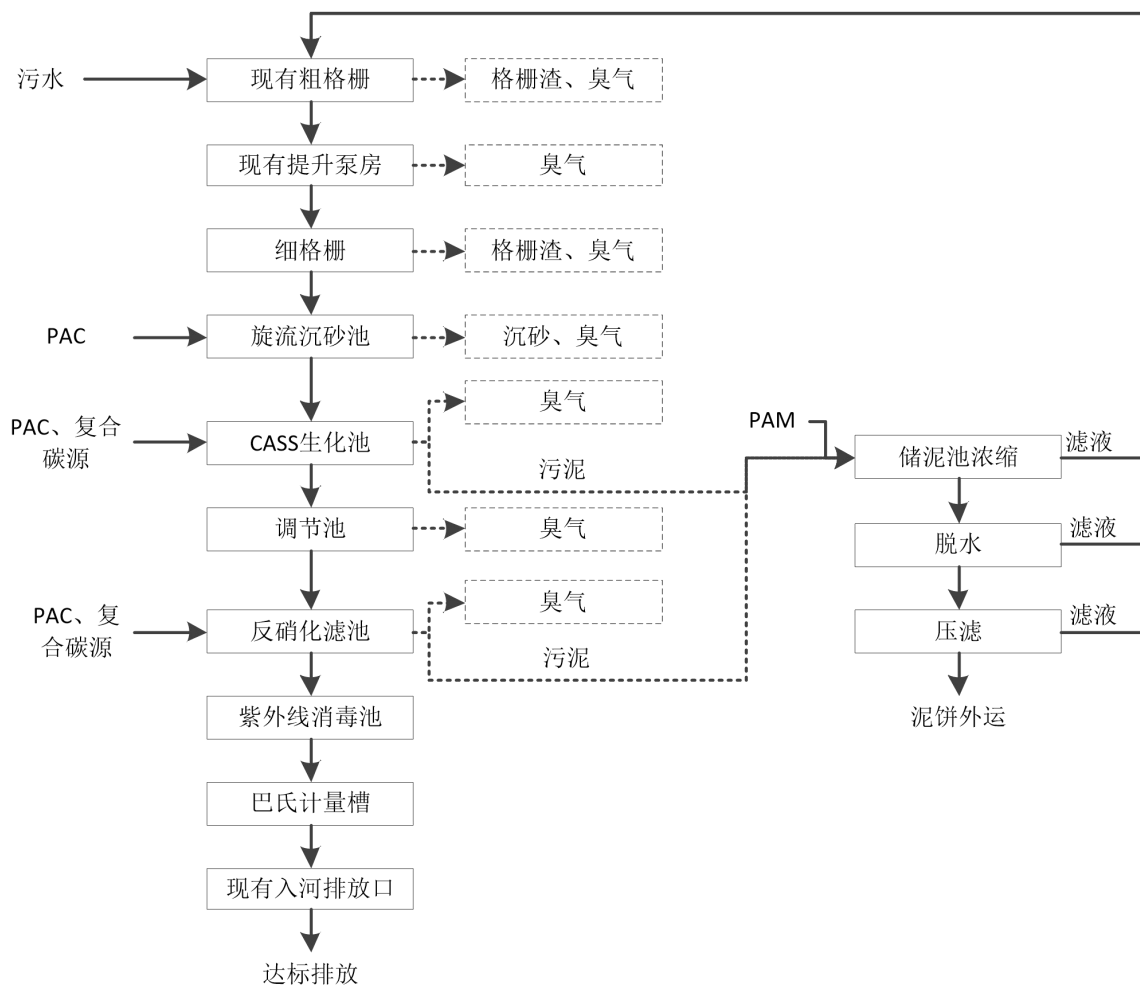 污水
现有粗格栅
格栅渣、臭气
现有提升泵房
臭气
细格栅
格栅渣、臭气
PAC
旋流沉砂池
沉砂、臭气
臭气
PAC、复合
碳源
CASS生化池
污泥
PAM
储泥池浓缩
滤液
调节池
臭气
脱水
滤液
臭气
PAC、复
合碳源
反硝化滤池
污泥
压滤
滤液
紫外线消毒池
泥饼外运
巴氏计量槽
现有入河排放口
达标排放